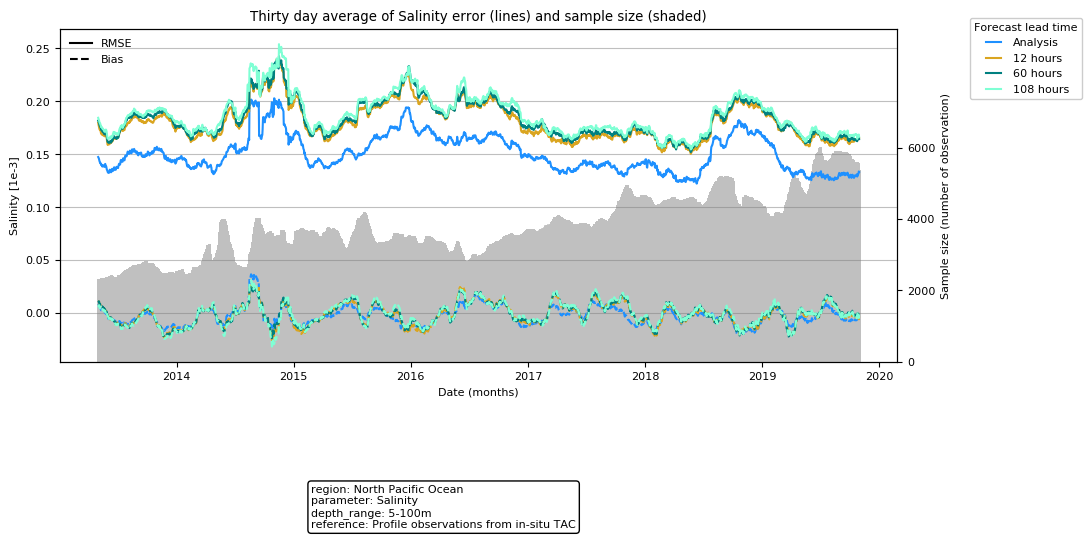 Thirty day average of Salinity error (lines) and sample size (shaded)
RMSE
Bias
Forecast lead time
Analysis
12 hours
60 hours
108 hours
Salinity [1e-3]
0.25
0.20
0.15
0.10
0.05
0.00
Sample size (number of observation)
6000
4000
2000
0
2014 2015 2016 2017 2018 2019 2020
Date (months)
region: North Pacific Ocean
parameter: Salinity
depth_range: 5-100m
reference: Profile observations from in-situ TAC